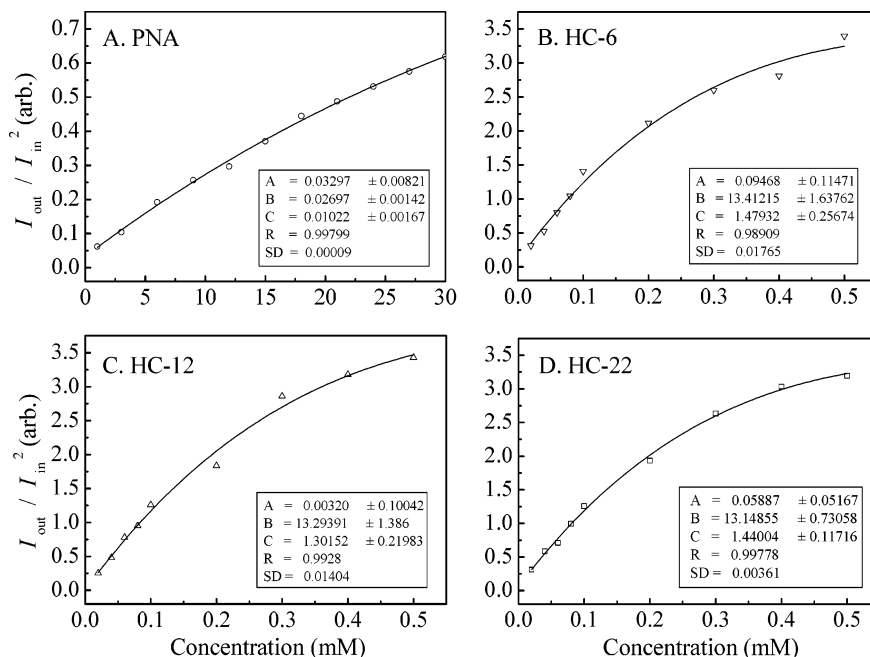 A. PNA
0.7
0.6
0.5
0.4
0.3
0.2
0.1
0.0
I out / I in 2 (arb.)
A = 0.03297 ± 0.00821
B = 0.02697 ± 0.00142
C = 0.01022 ± 0.00167
R = 0.99799
SD = 0.00009
0 5 10 15 20 25 30
B. HC-6
3.5
3.0
2.5
2.0
1.5
1.0
0.5
0.0
A = 0.09468 ± 0.11471
B = 13.41215 ± 1.63762
C = 1.47932 ± 0.25674
R = 0.98909
SD = 0.01765
0.0 0.1 0.2 0.3 0.4 0.5
C. HC-12
3.5
3.0
2.5
2.0
1.5
1.0
0.5
0.0
I out / I in 2 (arb.)
A = 0.00320 ± 0.10042
B = 13.29391 ± 1.386
C = 1.30152 ± 0.21983
R = 0.9928
SD = 0.01404
0.0 0.1 0.2 0.3 0.4 0.5
Concentration (mM)
D. HC-22
3.5
3.0
2.5
2.0
1.5
1.0
0.5
0.0
A = 0.05887 ± 0.05167
B = 13.14855 ± 0.73058
C = 1.44004 ± 0.11716
R = 0.99778
SD = 0.00361
0.0 0.1 0.2 0.3 0.4 0.5
Concentration (mM)